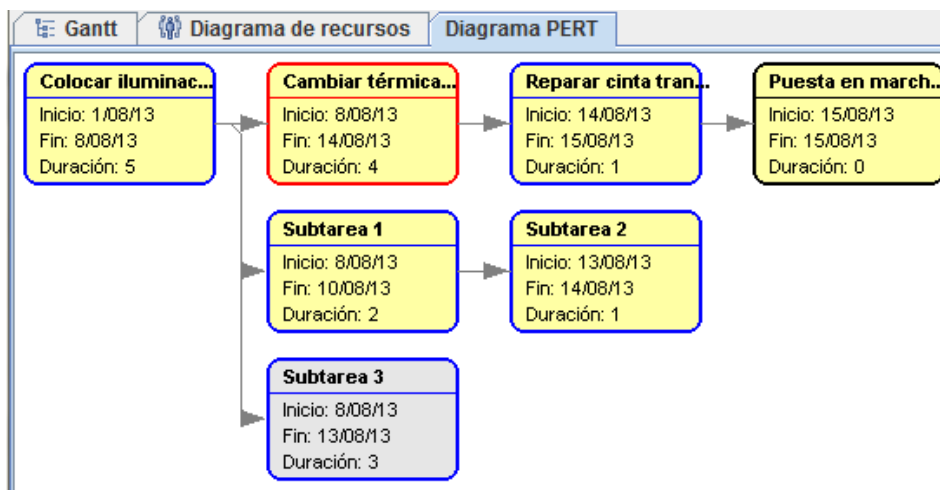 Gantt
Diagrama de recursos
Diagrama PERT
Colocar iluminac...
Inicio: 1/08/13
Fin: 8/08/13
Duración: 5
Cambiar térmica...
Inicio: 8/08/13
Fin: 14/08/13
Duración: 4
Reparar cinta tran...
Inicio: 14/08/13
Fin: 15/08/13
Duración: 1
Puesta en march...
Inicio: 15/08/13
Fin: 15/08/13
Duración: 0
Subtarea 1
Inicio: 8/08/13
Fin: 10/08/13
Duración: 2
Subtarea 2
Inicio: 13/08/13
Fin: 14/08/13
Duración: 1
Subtarea 3
Inicio: 8/08/13
Fin: 13/08/13
Duración: 3